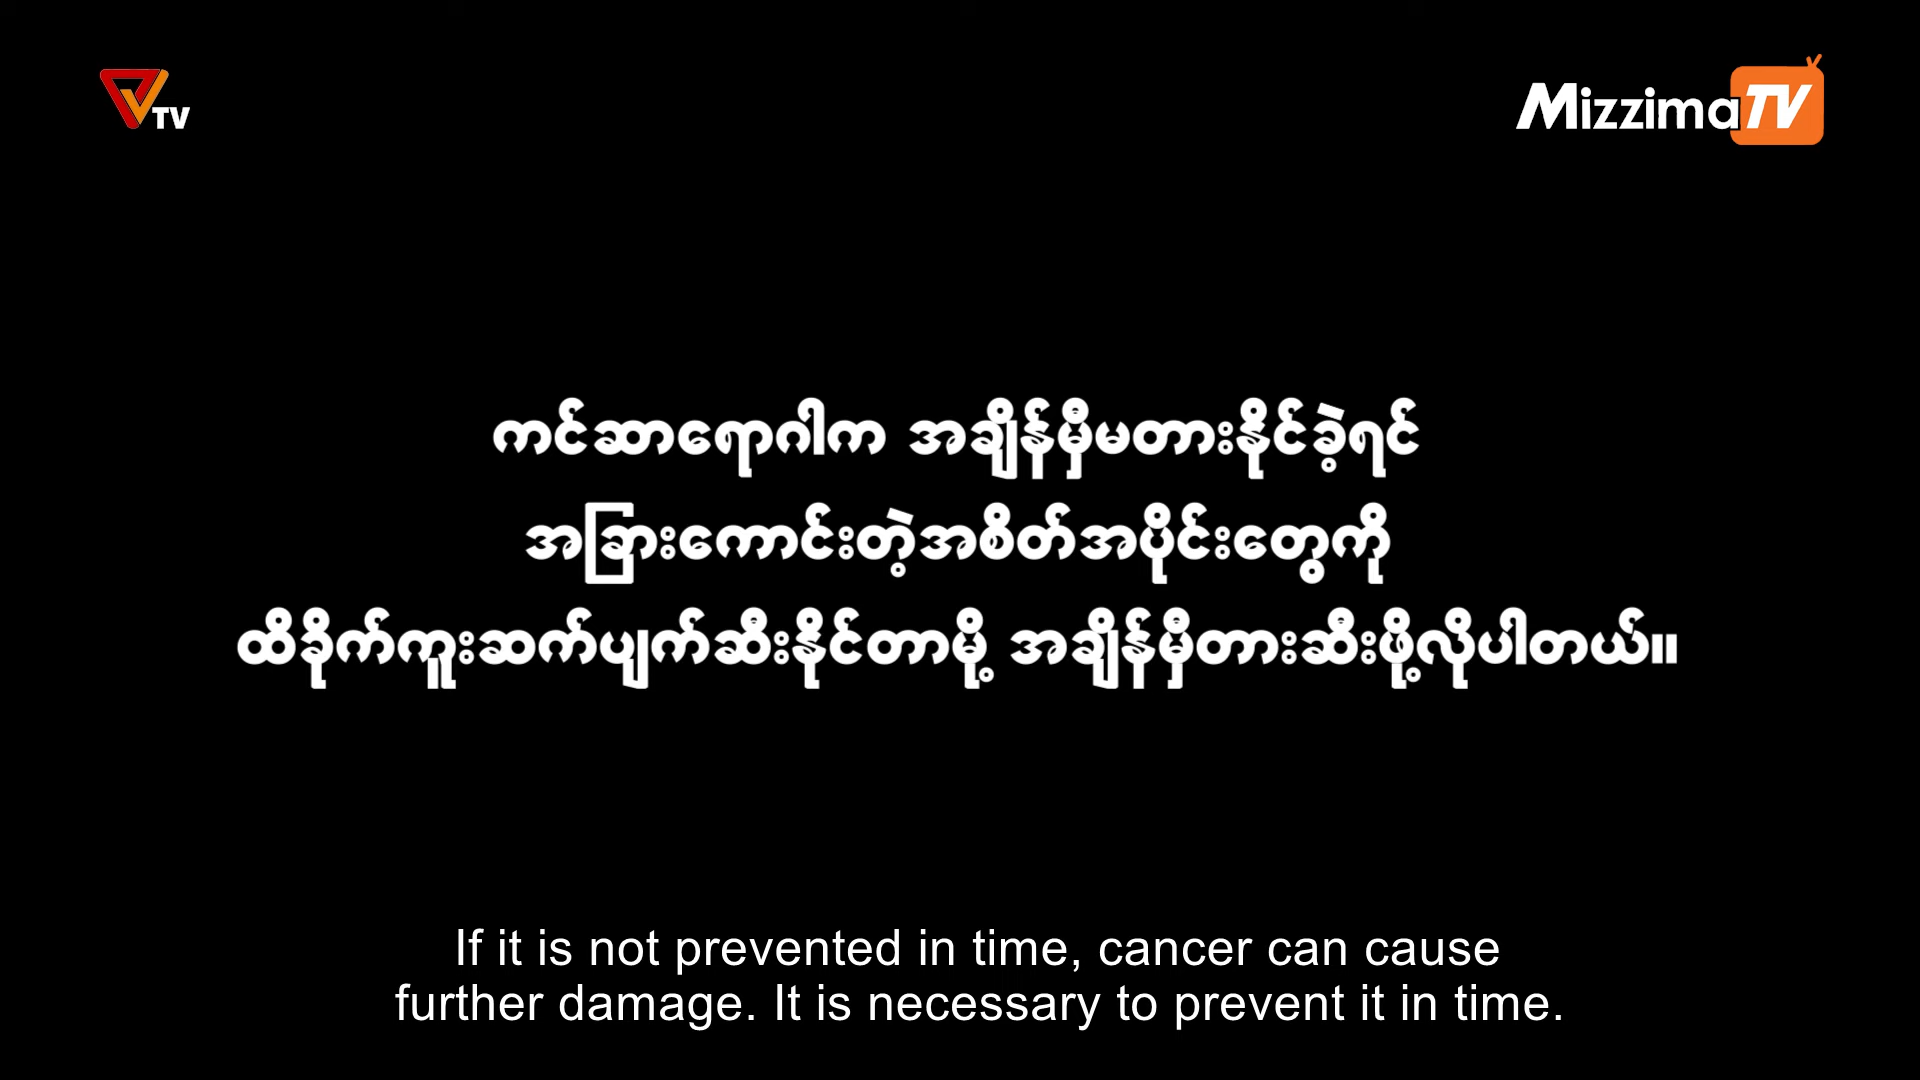 TV
MizzimaTV
ကင်ဆာရောဂါက အချိန်မှီမတားနိုင်ခဲ့ရင်
အခြားကောင်းတဲ့အစိတ်အပိုင်းတွေကို
ထိခိုက်ကူးဆက်ပျက်ဆီးနိုင်တာမို့ အချိန်မှီတားဆီးဖို့လိုပါတယ်။
If it is not prevented in time, cancer can cause
further damage. It is necessary to prevent it in time.